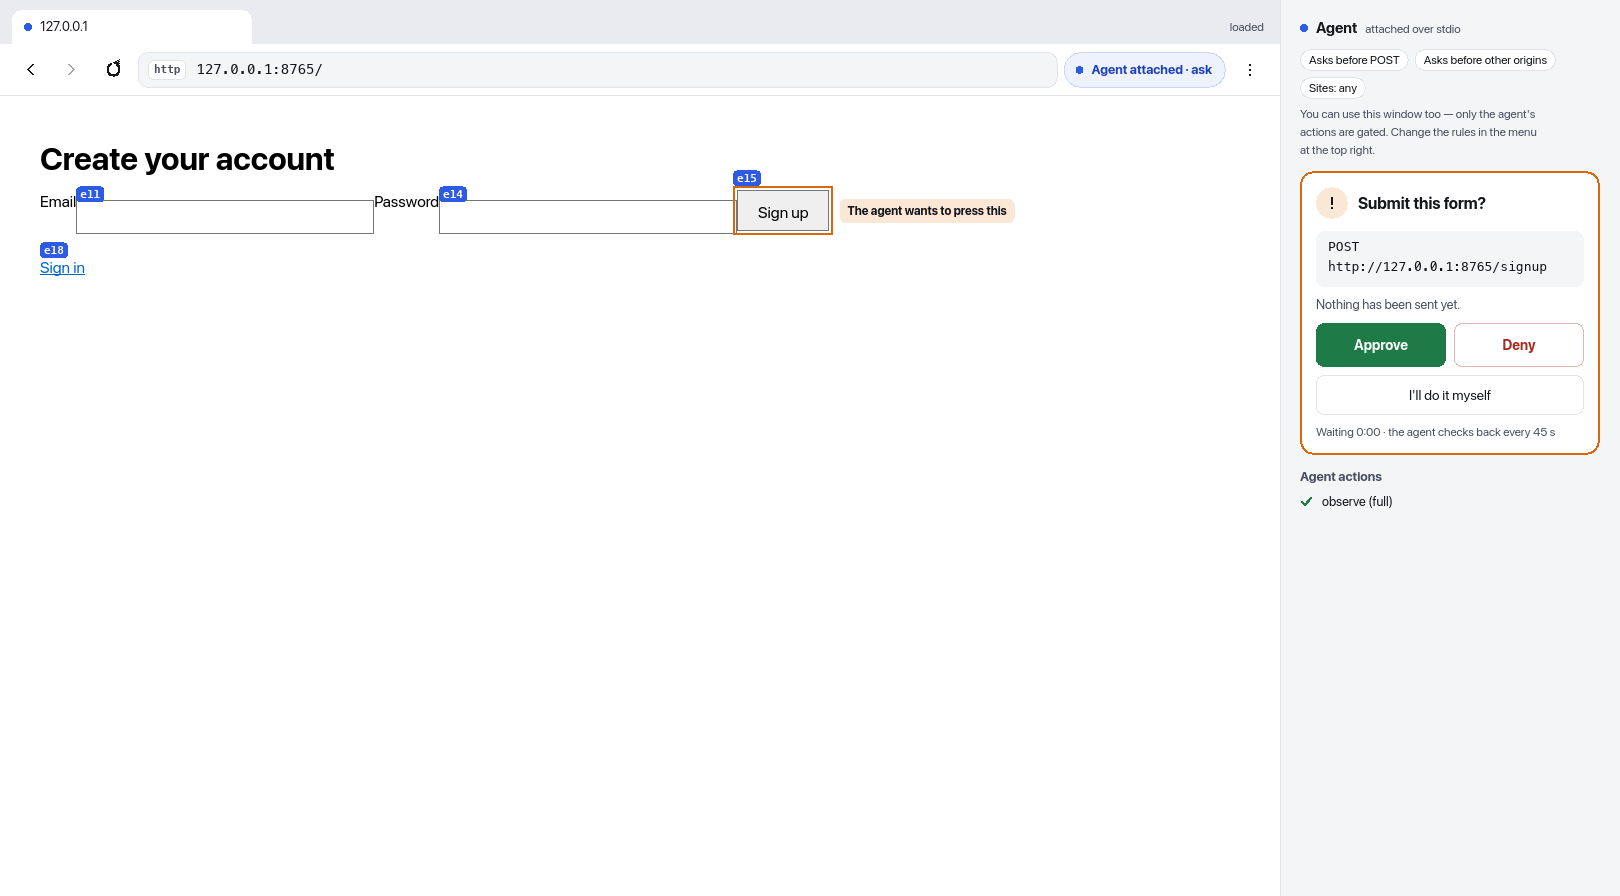 127.0.0.1
loaded
http 127.0.0.1:8765/
Agent attached · ask
Create your account
Email
e11
Password
e14
e15
Sign up
The agent wants to press this
e18
Sign in
Agent attached over stdio
Asks before POST
Asks before other origins
Sites: any
You can use this window too — only the agent's
actions are gated. Change the rules in the menu
at the top right.
! Submit this form?
POST
http://127.0.0.1:8765/signup
Nothing has been sent yet.
Approve
Deny
I'll do it myself
Waiting 0:00 · the agent checks back every 45 s
Agent actions
observe (full)